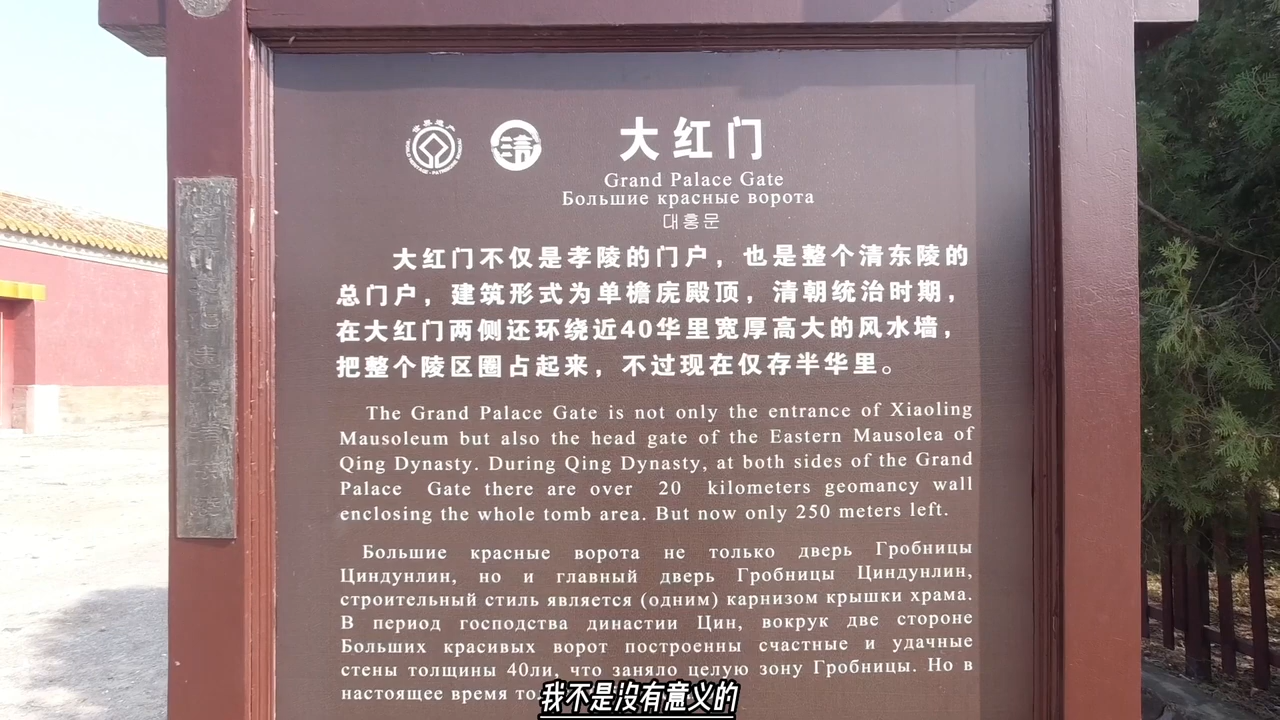 世界遗产
WORLD HERITAGE · PATRIMOINE MONDIAL
清
大红门
Grand Palace Gate
Большие красные ворота
대홍문
大红门不仅是孝陵的门户，也是整个清东陵的
总门户，建筑形式为单檐庑殿顶，清朝统治时期，
在大红门两侧还环绕近40华里宽厚高大的风水墙，
把整个陵区圈占起来，不过现在仅存半华里。
The Grand Palace Gate is not only the entrance of Xiaoling
Mausoleum but also the head gate of the Eastern Mausolea of
Qing Dynasty. During Qing Dynasty, at both sides of the Grand
Palace Gate there are over 20 kilometers geomancy wall
enclosing the whole tomb area. But now only 250 meters left.
Большие красные ворота не только дверь Гробницы
Циндунлин, но и главный дверь Гробницы Циндунлин,
строительный стиль является (одним) карнизом крышки храма.
В период господства династии Цин, вокрук две стороне
Больших красивых ворот построенны счастные и удачные
стены толщины 40ли, что заняло целую зону Гробницы. Но в
настоящее время то
我不是没有意义的